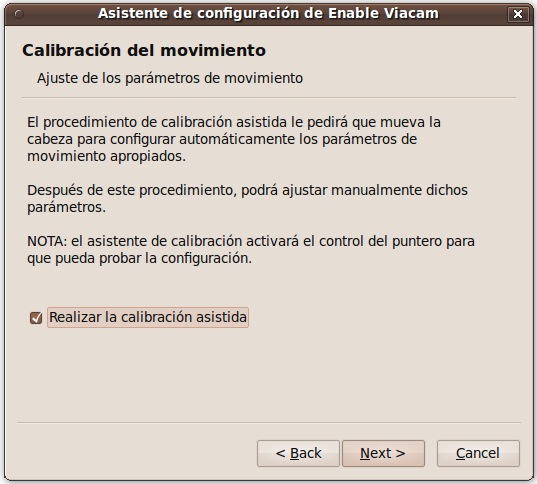 Asistente de configuración de Enable Viacam
Calibración del movimiento
Ajuste de los parámetros de movimiento
El procedimiento de calibración asistida le pedirá que mueva la
cabeza para configurar automáticamente los parámetros de
movimiento apropiados.
Después de este procedimiento, podrá ajustar manualmente dichos
parámetros.
NOTA: el asistente de calibración activará el control del puntero para
que pueda probar la configuración.
Realizar la calibración asistida
< Back
Next >
Cancel